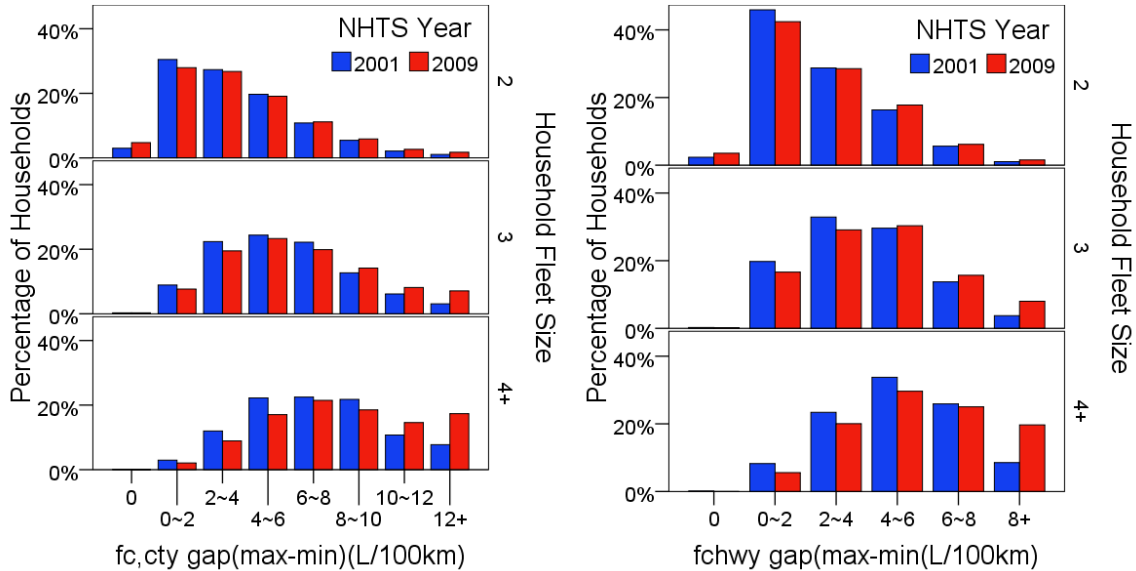 Percentage of Households
40%
20%
0%
40%
20%
0%
40%
20%
0%
NHTS Year
2001 2009
2
3
4+
Household Fleet Size
0 2~4 6~8 10~12
0~2 4~6 8~10 12+
fc,cty gap(max-min)(L/100km)
Percentage of Households
40%
20%
0%
40%
20%
0%
40%
20%
0%
NHTS Year
2001 2009
2
3
4+
Household Fleet Size
0 0~2 2~4 4~6 6~8 8+
fchwy gap(max-min(L/100km)